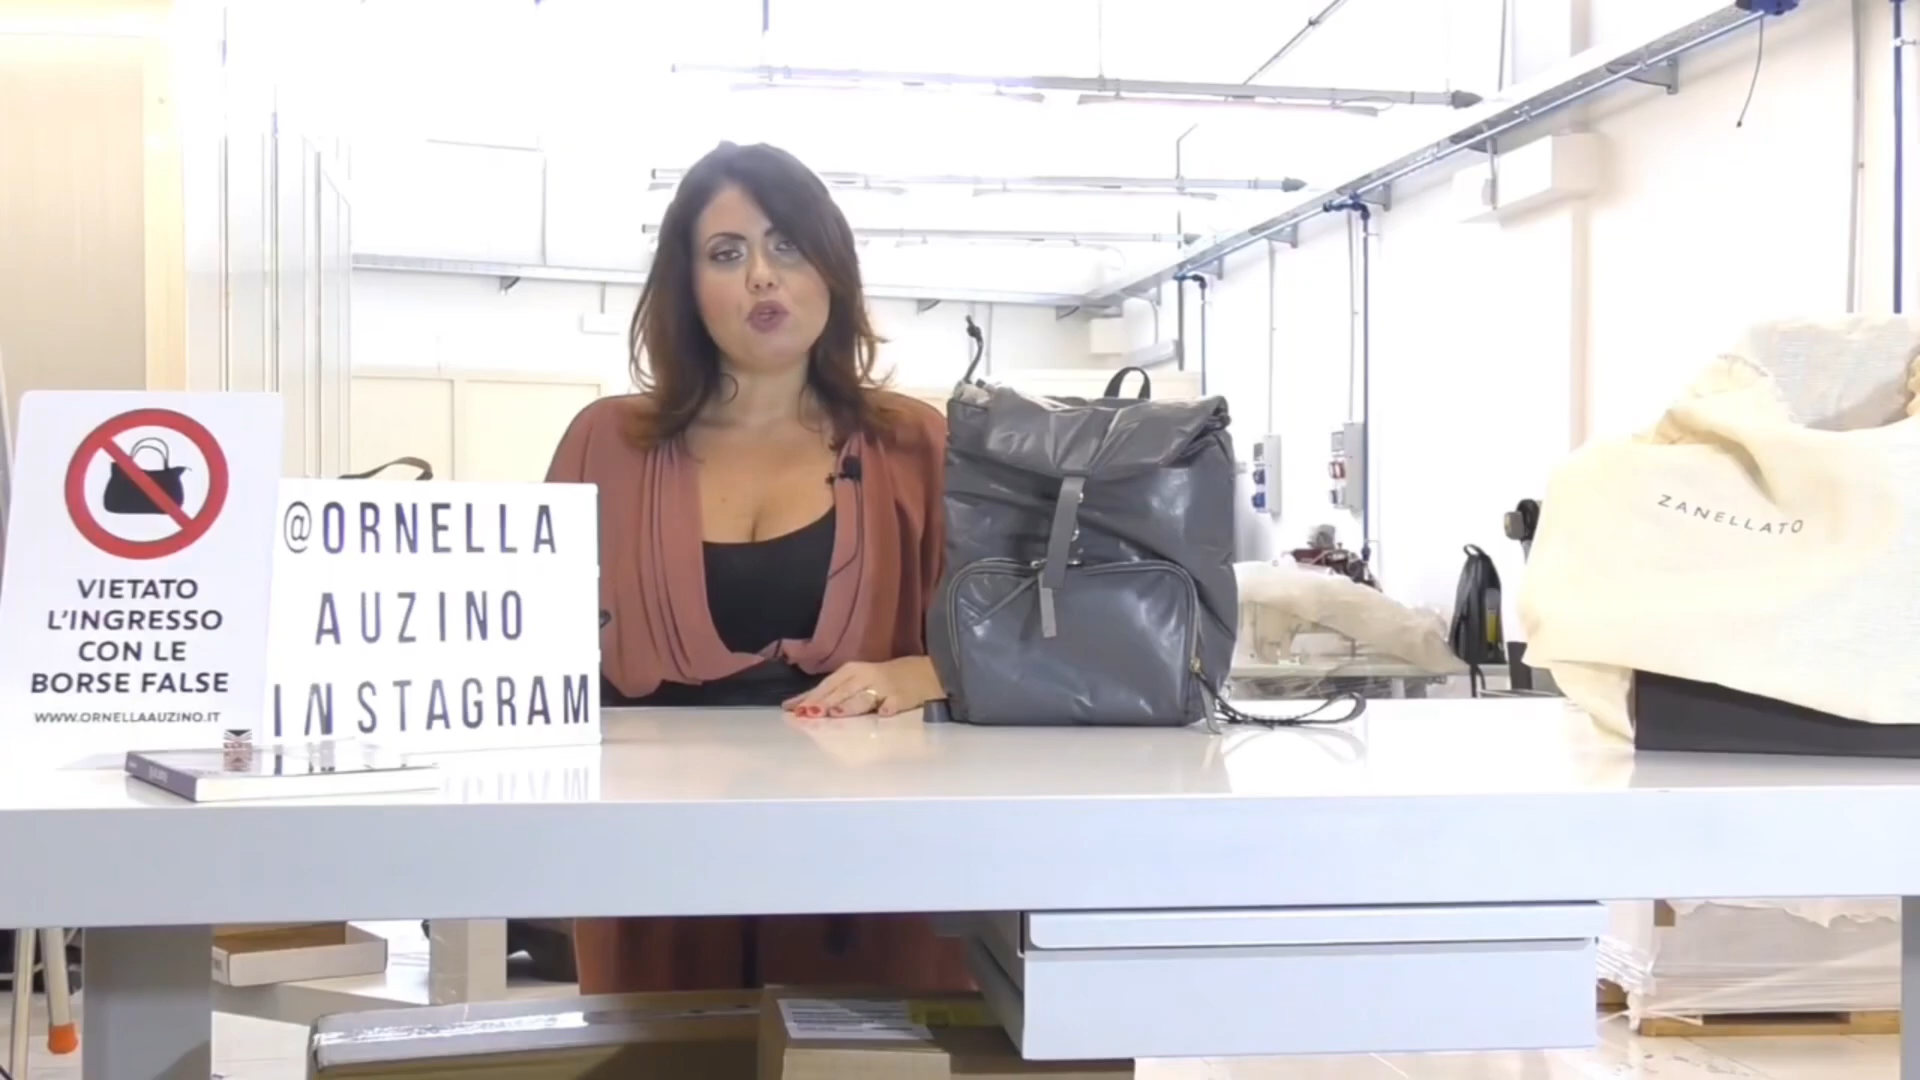 VIETATO
L'INGRESSO
CON LE
BORSE FALSE
WWW.ORNELLAAUZINO.IT
@ORNELLA
AUZINO
INSTAGRAM
ZANELLATO